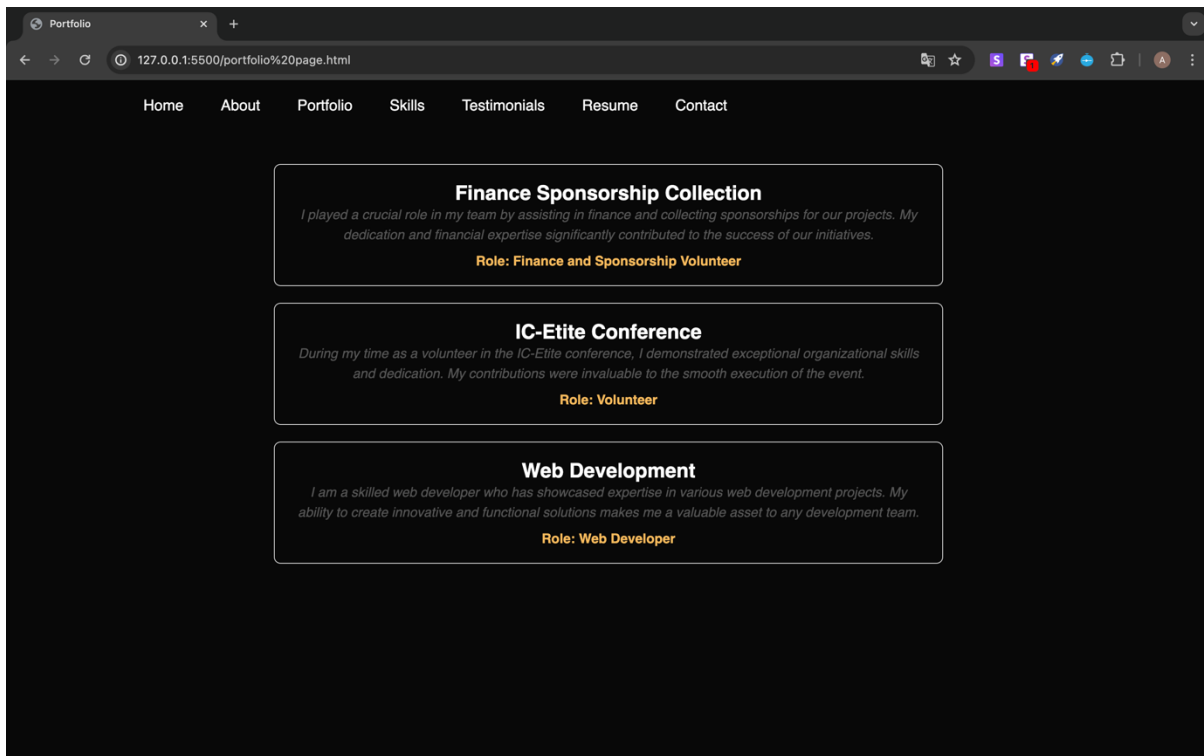 Portfolio
127.0.0.1:5500/portfolio%20page.html
S
1
A
Home About Portfolio Skills Testimonials Resume Contact
Finance Sponsorship Collection
I played a crucial role in my team by assisting in finance and collecting sponsorships for our projects. My
dedication and financial expertise significantly contributed to the success of our initiatives.
Role: Finance and Sponsorship Volunteer
IC-Etite Conference
During my time as a volunteer in the IC-Etite conference, I demonstrated exceptional organizational skills
and dedication. My contributions were invaluable to the smooth execution of the event.
Role: Volunteer
Web Development
I am a skilled web developer who has showcased expertise in various web development projects. My
ability to create innovative and functional solutions makes me a valuable asset to any development team.
Role: Web Developer